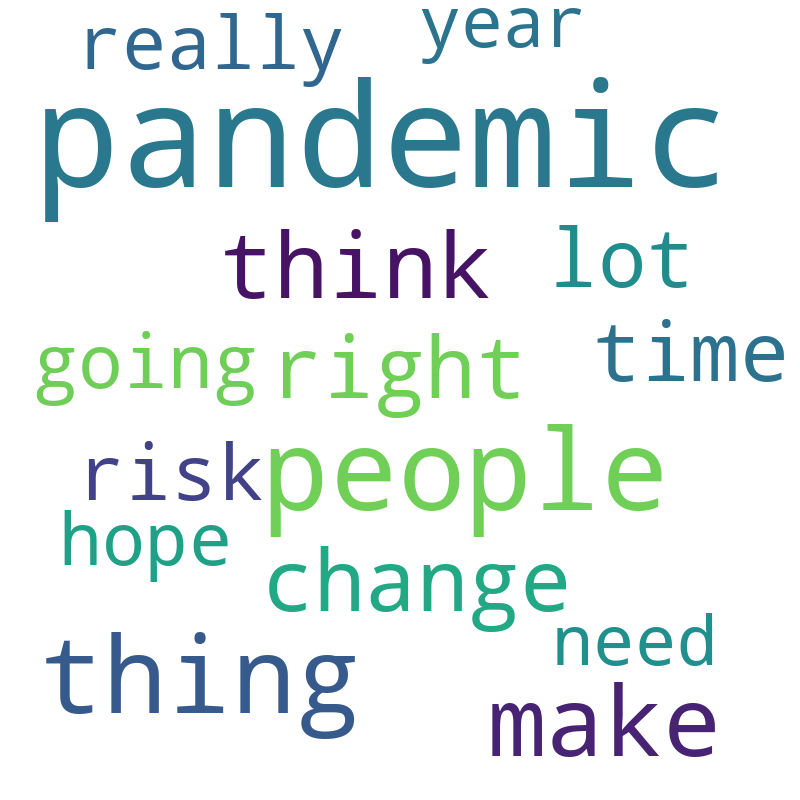 really year
pandemic
think lot
going right time
risk people
hope change
thing need
make